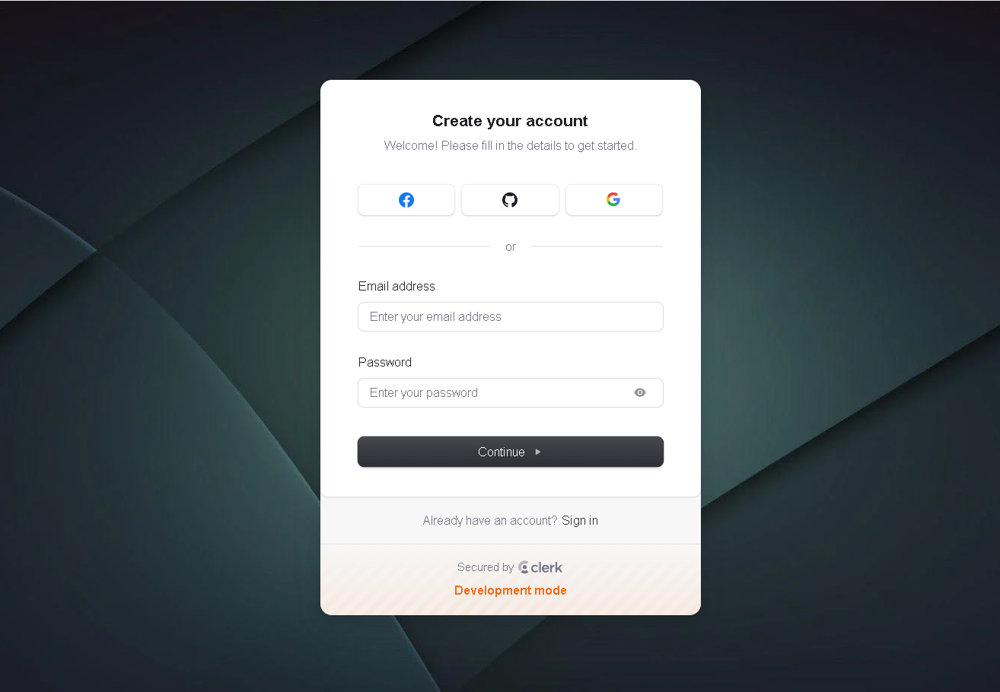 Create your account
Welcome! Please fill in the details to get started.
or
Email address
Enter your email address
Password
Enter your password
Continue
Already have an account? Sign in
Secured by clerk
Development mode